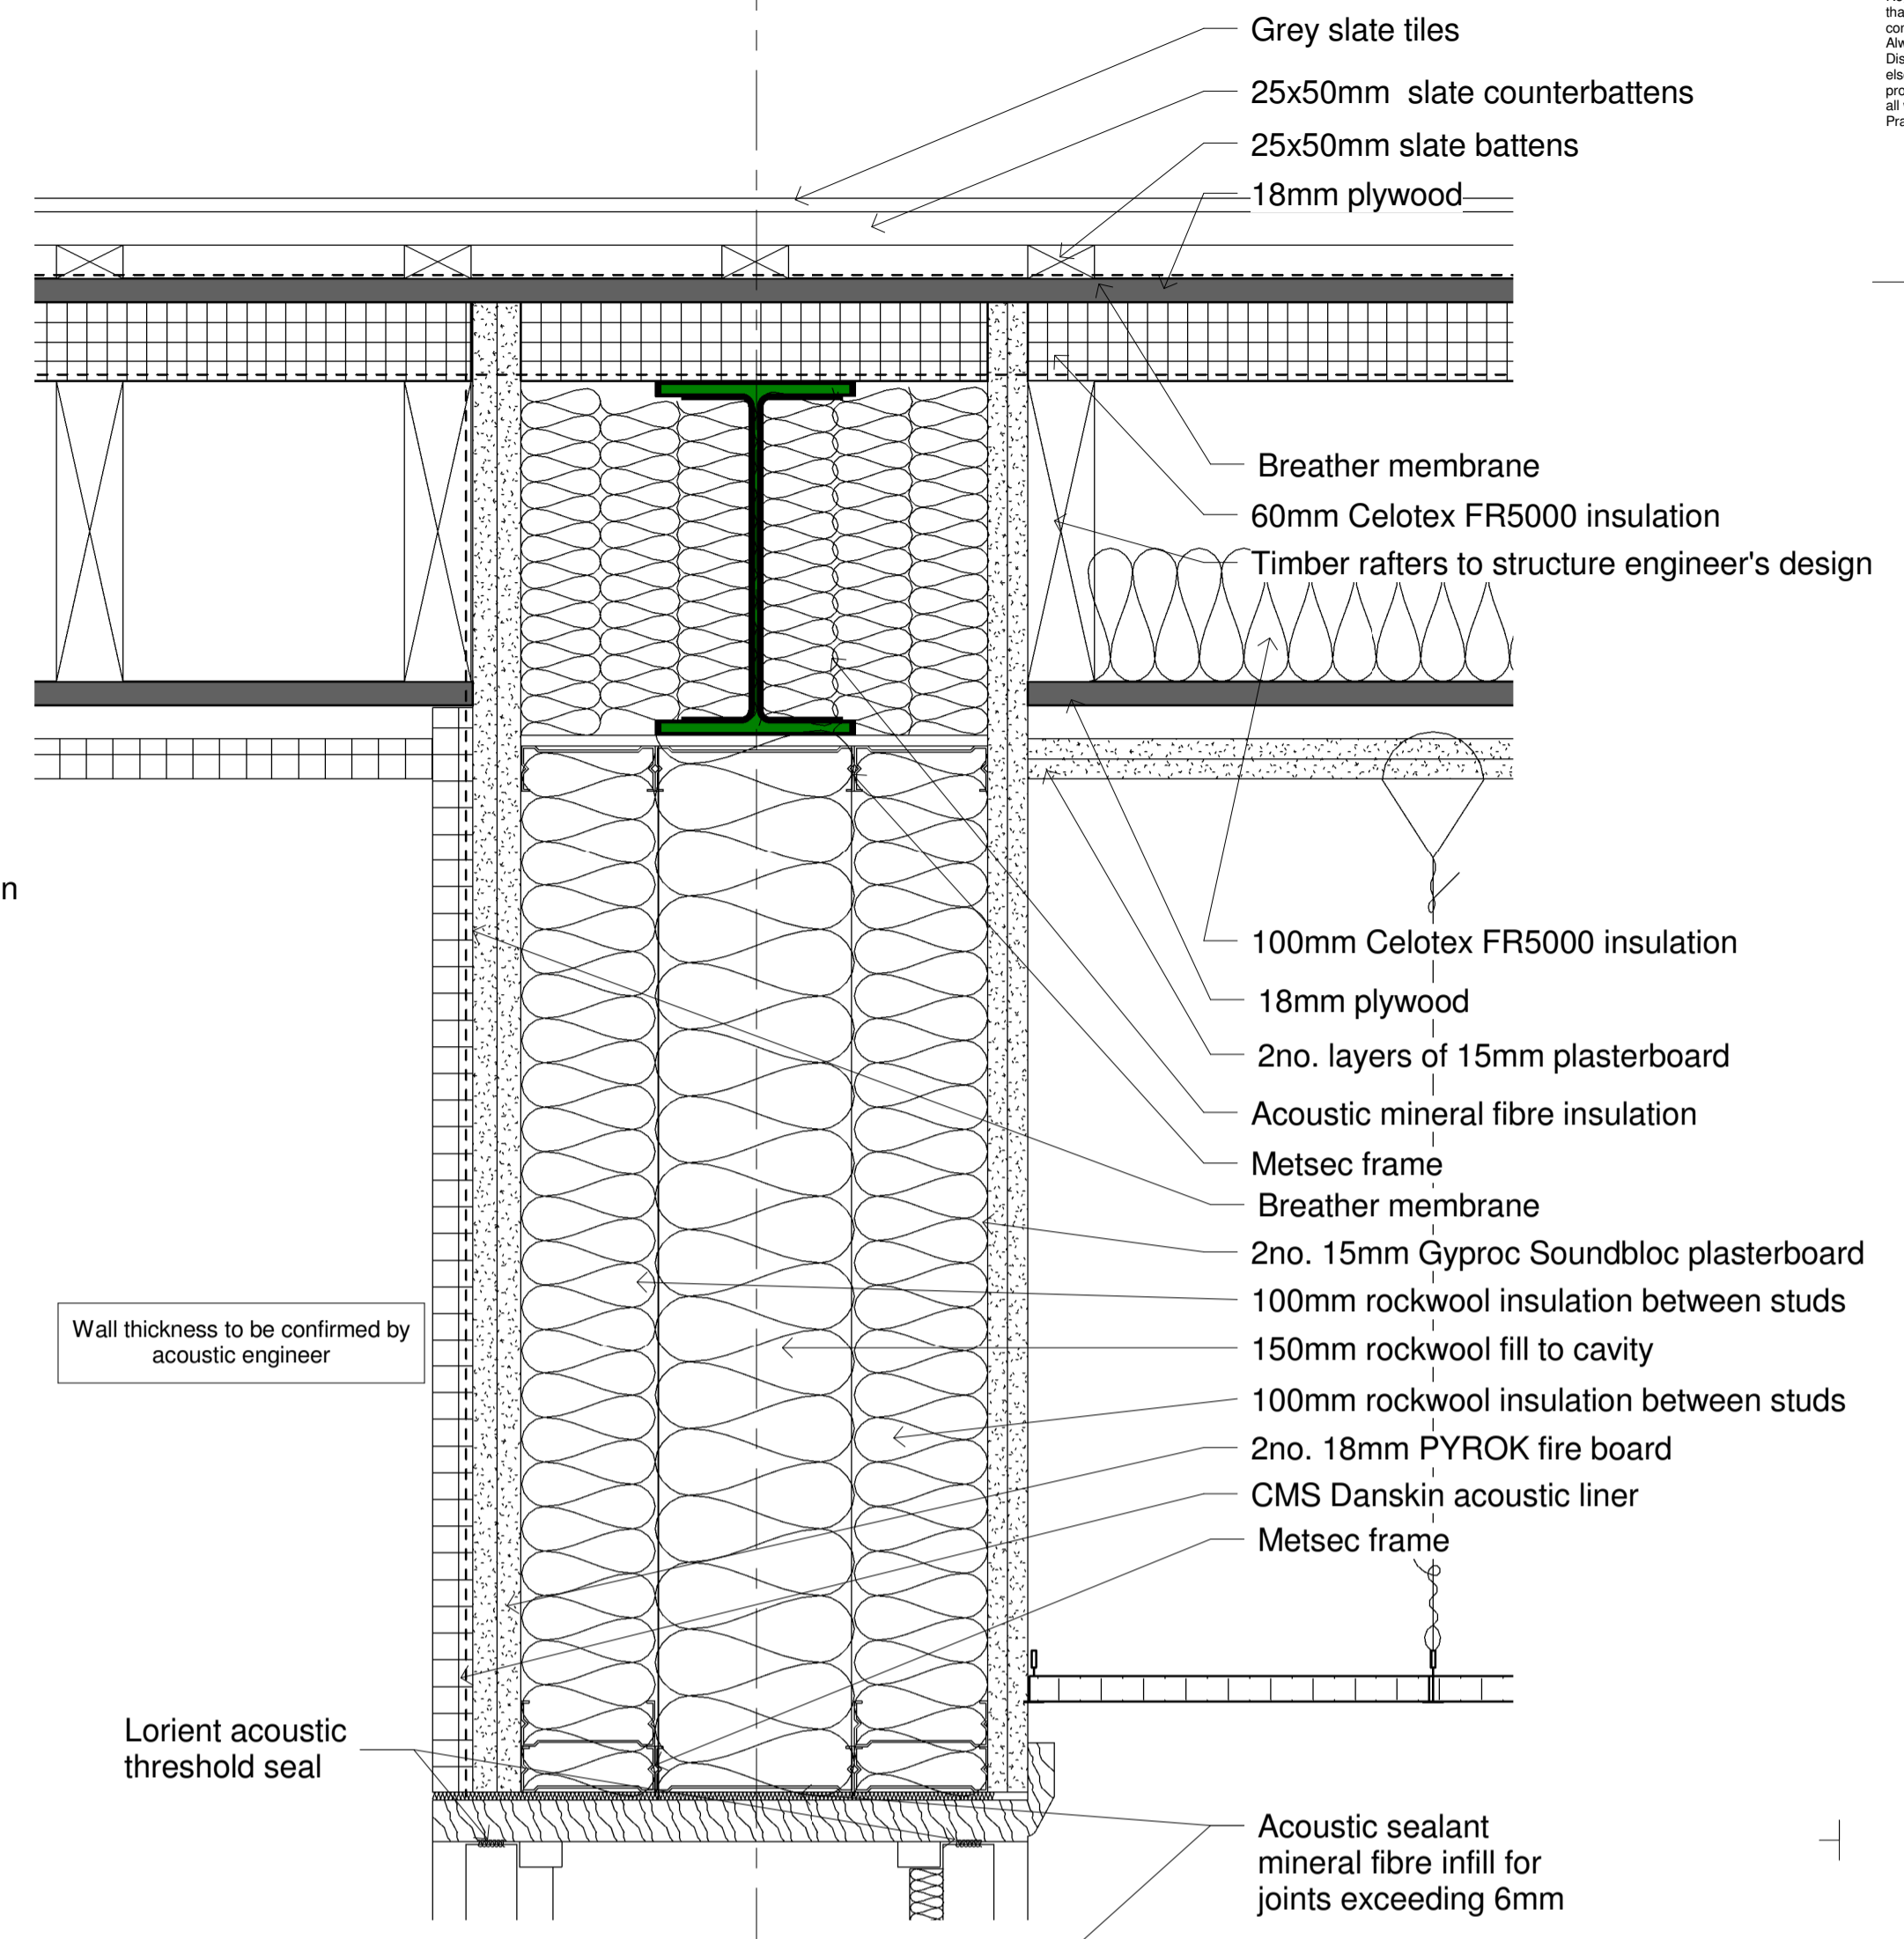 Grey slate tiles
25x50mm slate counterbattens
25x50mm slate battens
18mm plywood
Breather membrane
60mm Celotex FR5000 insulation
Timber rafters to structure engineer's design
100mm Celotex FR5000 insulation
18mm plywood
2no. layers of 15mm plasterboard
Acoustic mineral fibre insulation
Metsec frame
Breather membrane
2no. 15mm Gyproc Soundbloc plasterboard
100mm rockwool insulation between studs
150mm rockwool fill to cavity
100mm rockwool insulation between studs
2no. 18mm PYROK fire board
CMS Danskin acoustic liner
Metsec frame
Wall thickness to be confirmed by
acoustic engineer
Lorient acoustic
threshold seal
Acoustic sealant
mineral fibre infill for
joints exceeding 6mm